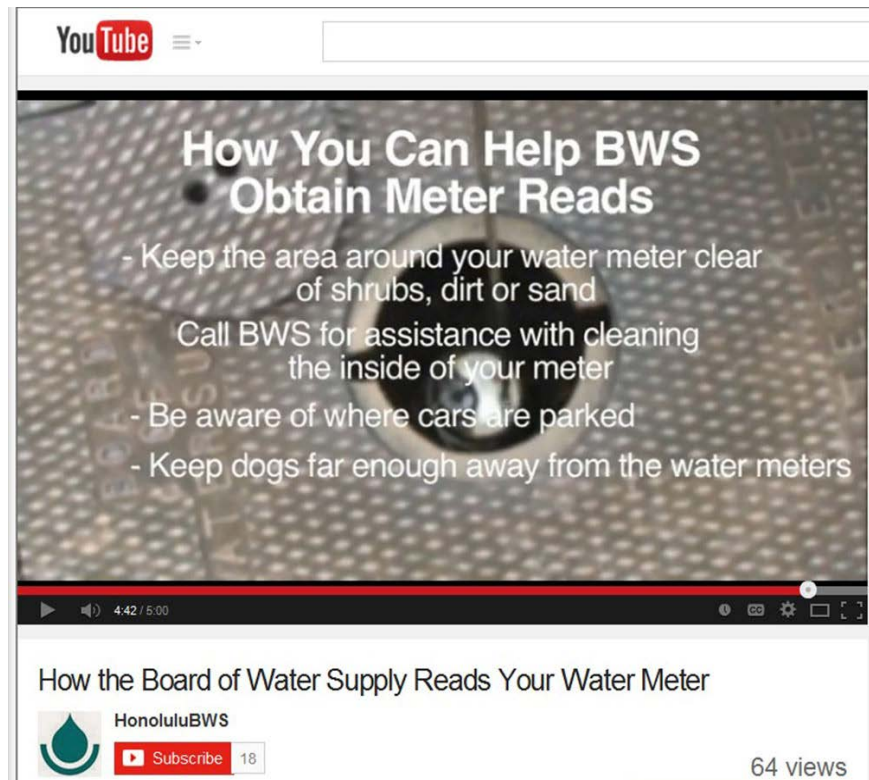 YouTube
How You Can Help BWS
Obtain Meter Reads
- Keep the area around your water meter clear
of shrubs, dirt or sand
Call BWS for assistance with cleaning
the inside of your meter
- Be aware of where cars are parked
- Keep dogs far enough away from the water meters
4:42 / 5:00
CC
How the Board of Water Supply Reads Your Water Meter
HonoluluBWS
Subscribe 18
64 views